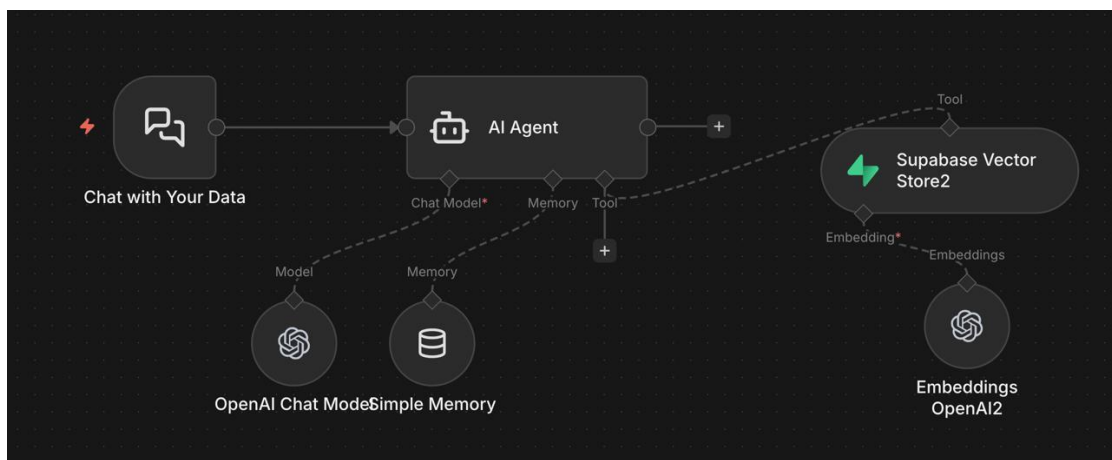 Tool
AI Agent
Supabase Vector
Store2
Chat with Your Data
Chat Model*
Memory
Tool
Embedding*
Embeddings
Model
Memory
OpenAI Chat Model
Simple Memory
Embeddings
OpenAI2